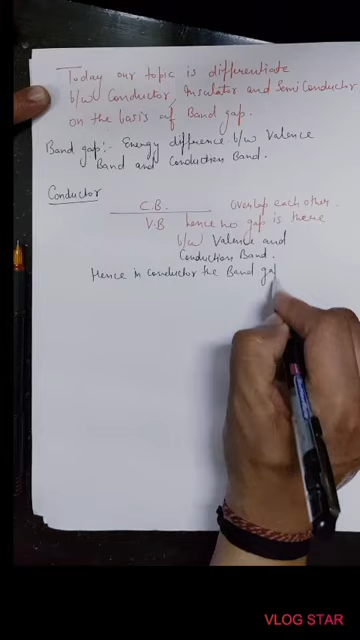 Today our topic is differentiate
b/w Conductor, Insulator and SemiConductor
on the basis of Band gap.
Band gap:- Energy difference b/w Valence
Band and Conduction Band.
Conductor
C.B. Overlap each other.
V.B hence no gap is there
b/w Valence and
Conduction Band.
Hence in conductor the Band gap
VLOG STAR